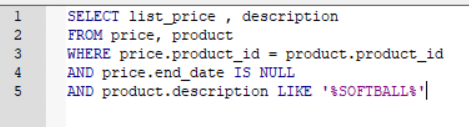 1 SELECT list_price , description
2 FROM price, product
3 WHERE price.product_id = product.product_id
4 AND price.end_date IS NULL
5 AND product.description LIKE '%SOFTBALL%'